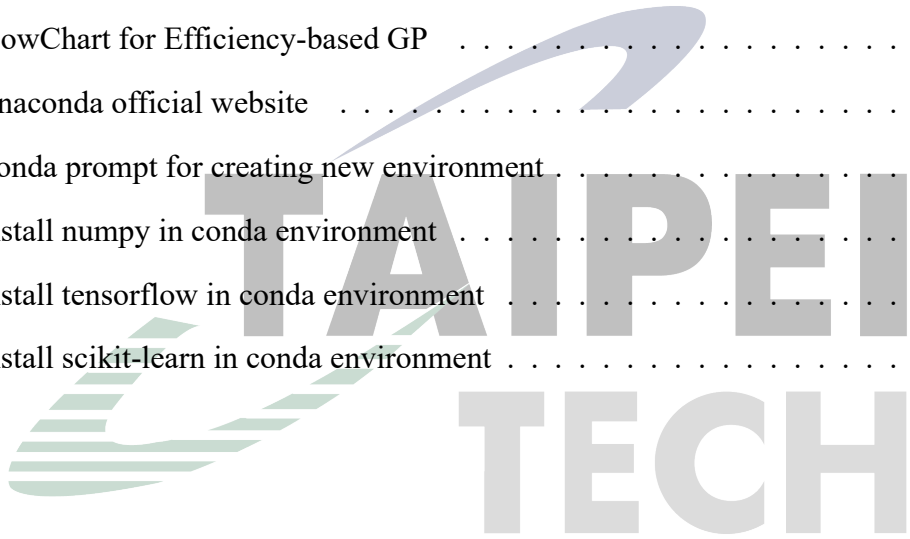 owChart for Efficiency-based GP . . . . . . . . . . . . . . . . . .
naconda official website . . . . . . . . . . . . . . . . . . . . . .
onda prompt for creating new environment . . . . . . . . . . . . . .
stall numpy in conda environment . . . . . . . . . . . . . . . . . .
stall tensorflow in conda environment . . . . . . . . . . . . . . . .
stall scikit-learn in conda environment . . . . . . . . . . . . . . . .
TAIPEI
TECH